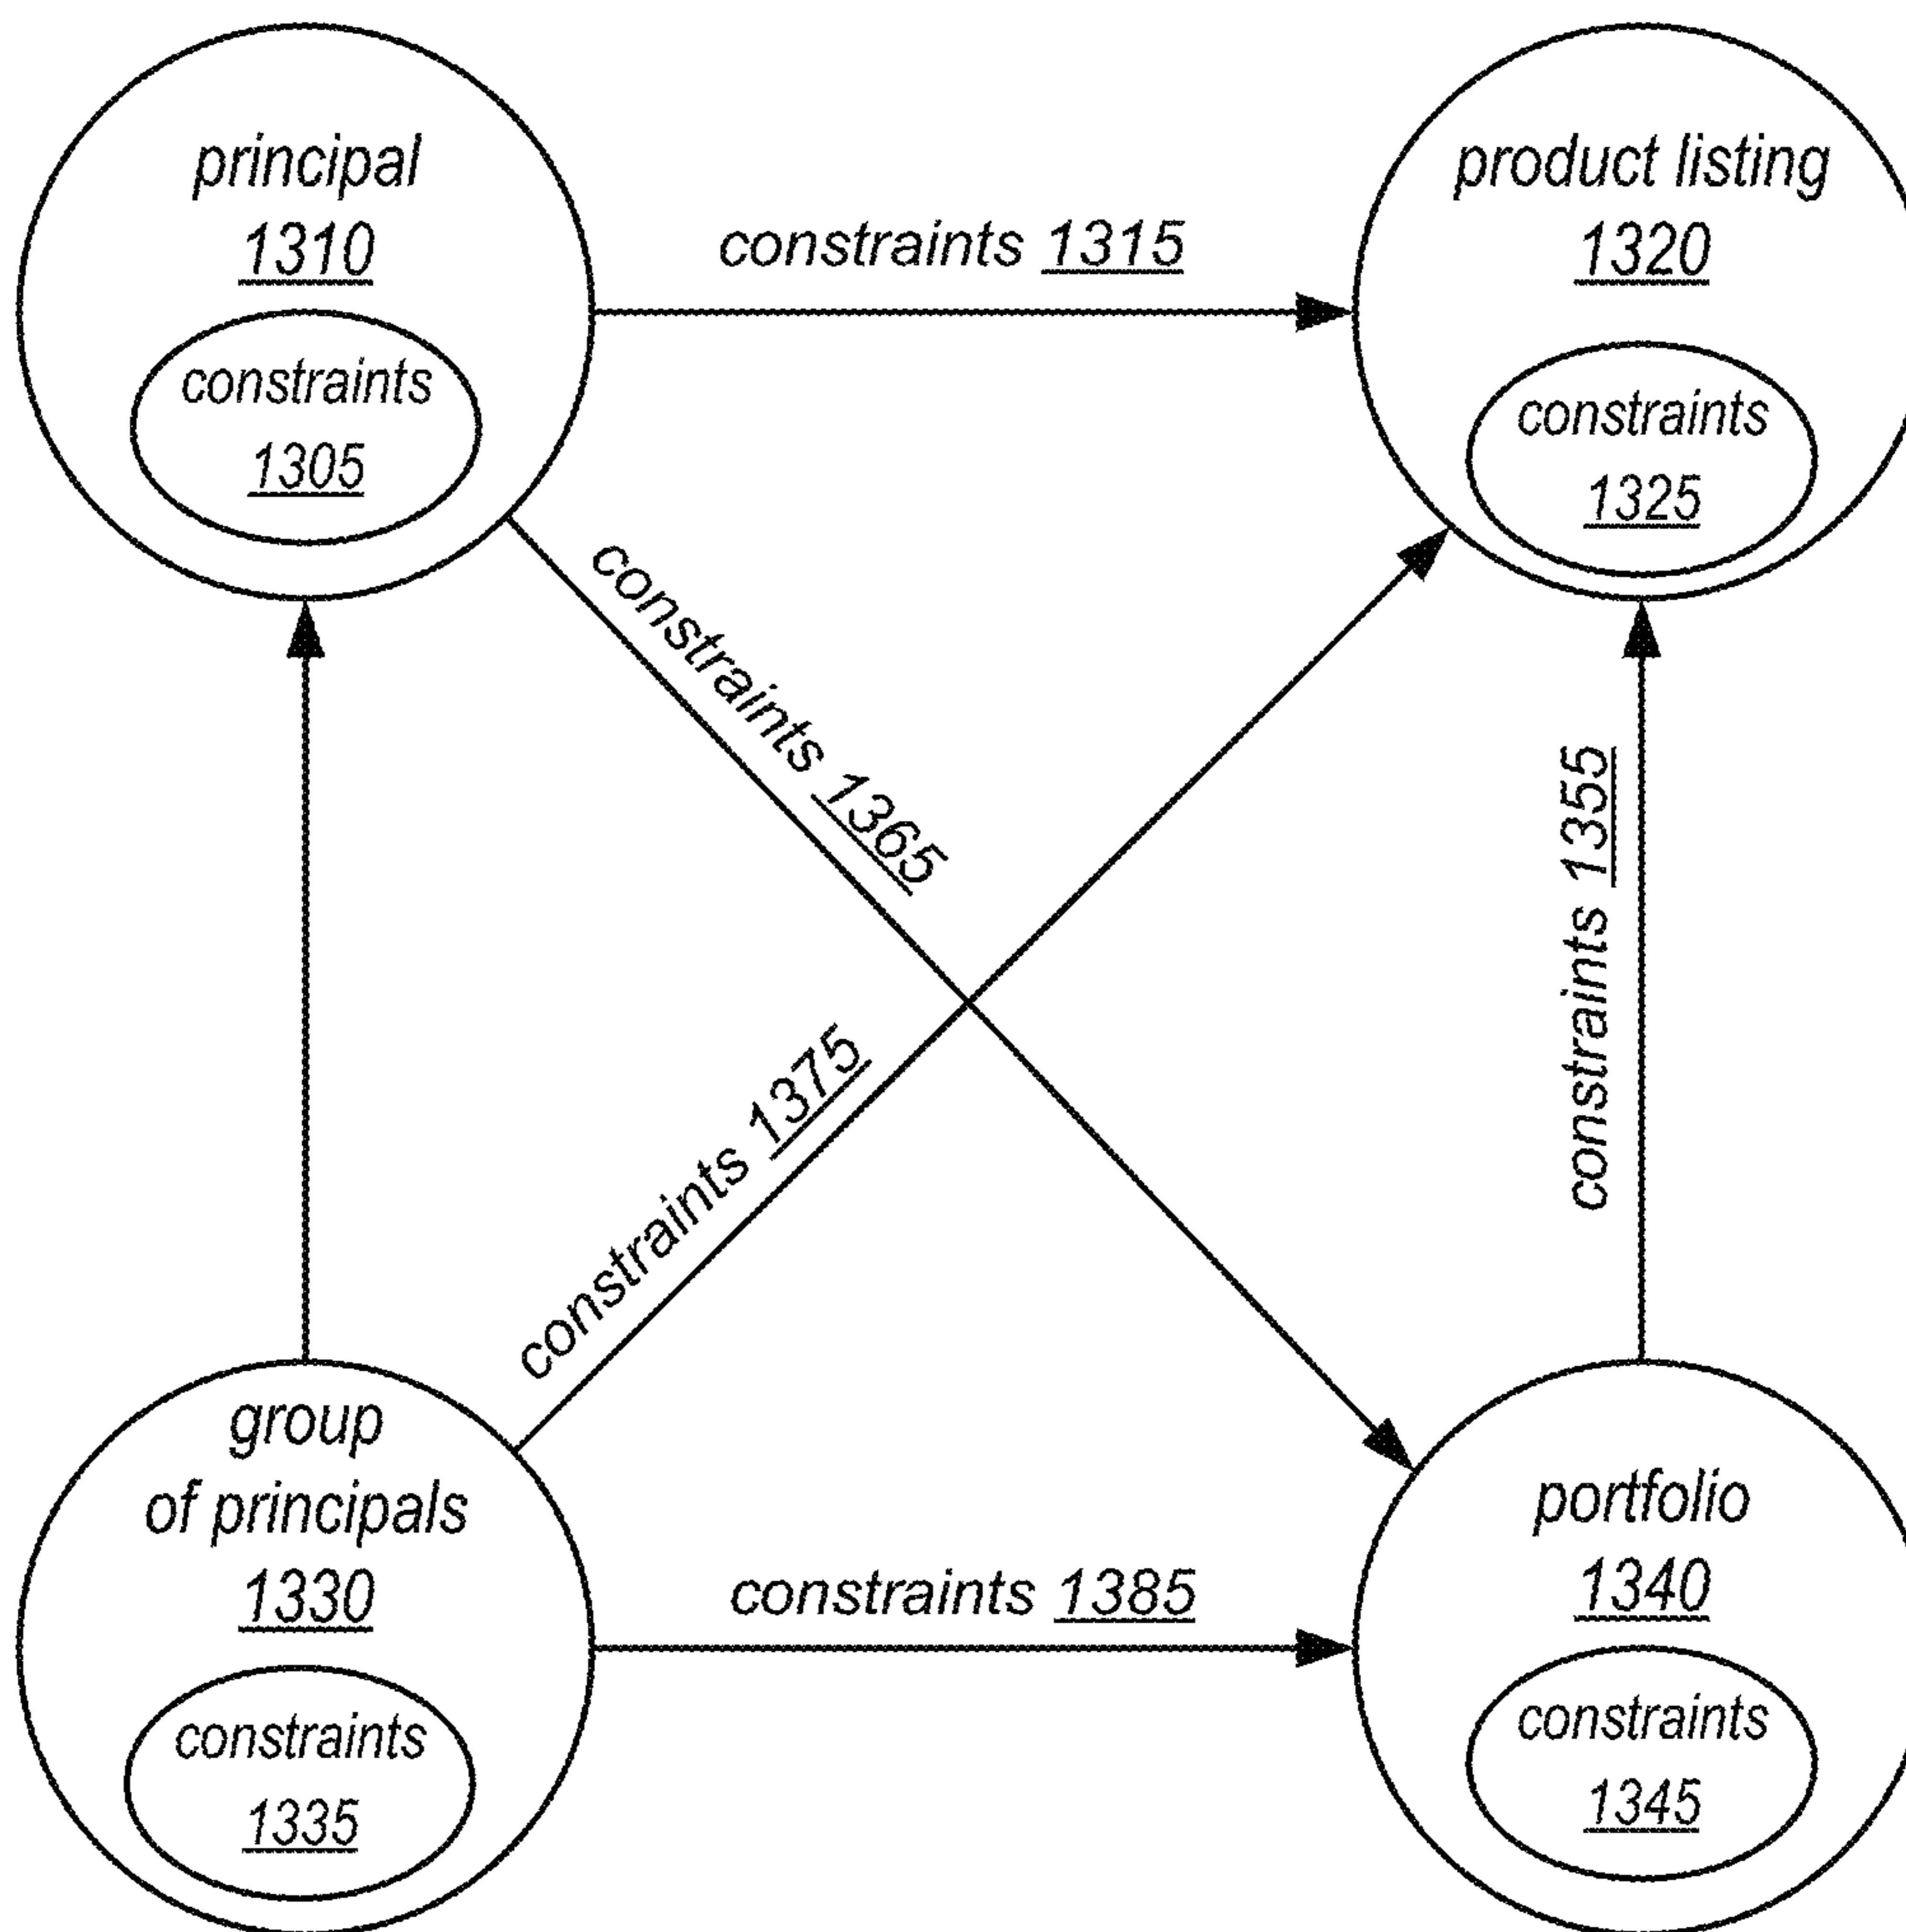 principal
1310
constraints
1305
constraints 1315
product listing
1320
constraints
1325
constraints 1365
constraints 1375
constraints 1355
group
of principals
1330
constraints
1335
constraints 1385
portfolio
1340
constraints
1345